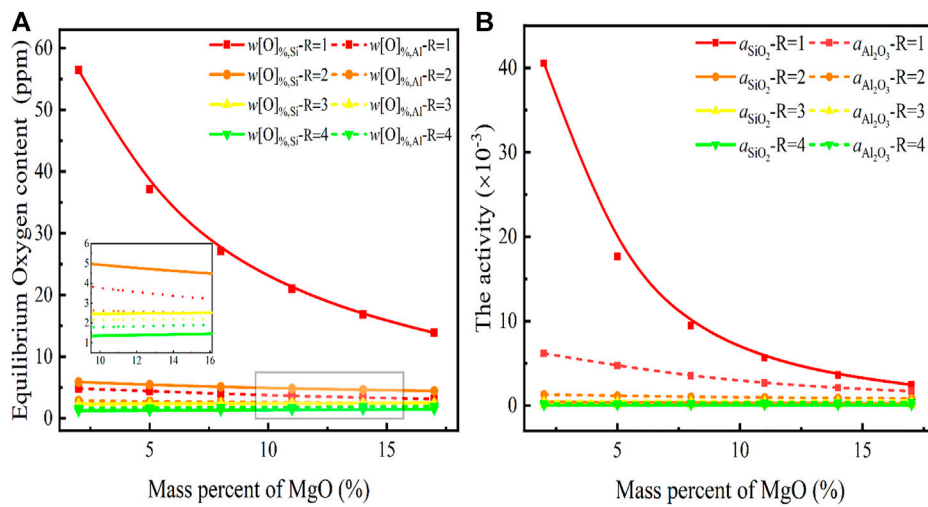 A
Equilibrium Oxygen content (ppm)
60
50
40
30
20
10
0
w[O]%,Si-R=1 w[O]%,Al-R=1
w[O]%,Si-R=2 w[O]%,Al-R=2
w[O]%,Si-R=3 w[O]%,Al-R=3
w[O]%,Si-R=4 w[O]%,Al-R=4
6
5
4
3
2
1
10 12 14 16
5 10 15
Mass percent of MgO (%)
B
The activity (×10⁻³)
40
30
20
10
0
aSiO₂-R=1 aAl₂O₃-R=1
aSiO₂-R=2 aAl₂O₃-R=2
aSiO₂-R=3 aAl₂O₃-R=3
aSiO₂-R=4 aAl₂O₃-R=4
5 10 15
Mass percent of MgO (%)